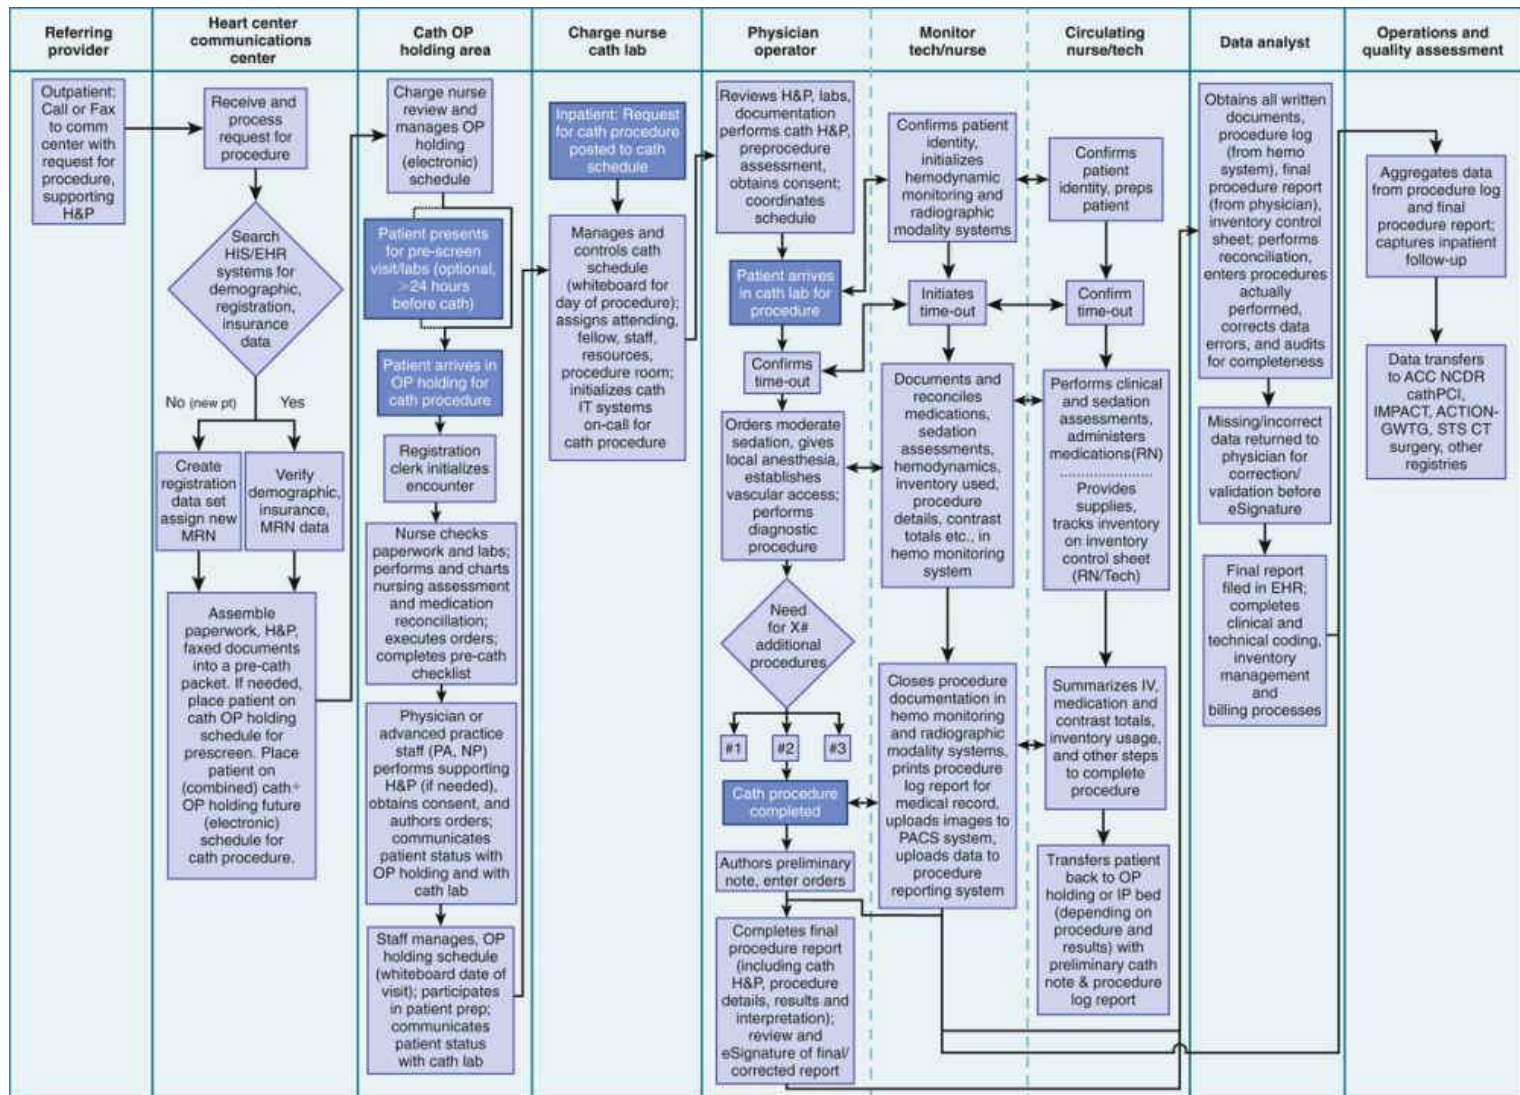 Referring
provider
Heart center
communications
center
Cath OP
holding area
Charge nurse
cath lab
Physician
operator
Monitor
tech/nurse
Circulating
nurse/tech
Data analyst
Operations and
quality assessment
Outpatient:
Call or Fax
to comm
center with
request for
procedure,
supporting
H&P
Receive and
process
request for
procedure
Search
HIS/EHR
systems for
demographic,
registration,
insurance
data
No (new pt)
Yes
Create
registration
data set
assign new
MRN
Verify
demographic,
insurance,
MRN data
Assemble
paperwork, H&P,
faxed documents
into a pre-cath
packet. If needed,
place patient on
cath OP holding
schedule for
prescreen. Place
patient on
(combined) cath+
OP holding future
(electronic)
schedule for
cath procedure.
Charge nurse
review and
manages OP
holding
(electronic)
schedule
Patient presents
for pre-screen
visit/labs (optional,
>24 hours
before cath)
Patient arrives in
OP holding for
cath procedure
Registration
clerk initializes
encounter
Nurse checks
paperwork and labs;
performs and charts
nursing assessment
and medication
reconciliation;
executes orders;
completes pre-cath
checklist
Physician or
advanced practice
staff (PA, NP)
performs supporting
H&P (if needed),
obtains consent, and
authors orders;
communicates
patient status with
OP holding and with
cath lab
Staff manages, OP
holding schedule
(whiteboard date of
visit); participates
in patient prep;
communicates
patient status
with cath lab
Inpatient: Request
for cath procedure
posted to cath
schedule
Manages and
controls cath
schedule
(whiteboard for
day of procedure);
assigns attending,
fellow, staff,
resources,
procedure room;
initializes cath
IT systems
on-call for
cath procedure
Reviews H&P, labs,
documentation
performs cath H&P,
preprocedure
assessment,
obtains consent;
coordinates
schedule
Patient arrives
in cath lab for
procedure
Confirms
time-out
Orders moderate
sedation, gives
local anesthesia,
establishes
vascular access;
performs
diagnostic
procedure
Need
for X#
additional
procedures
#1
#2
#3
Cath procedure
completed
Authors preliminary
note, enter orders
Completes final
procedure report
(including cath
H&P, procedure
details, results and
interpretation);
review and
eSignature of final/
corrected report
Confirms patient
identity,
initializes
hemodynamic
monitoring and
radiographic
modality systems
Initiates
time-out
Documents and
reconciles
medications,
sedation
assessments,
hemodynamics,
inventory used,
procedure
details, contrast
totals etc., in
hemo monitoring
system
Closes procedure
documentation in
hemo monitoring
and radiographic
modality systems,
prints procedure
log report for
medical record,
uploads images to
PACS system,
uploads data to
procedure
reporting system
Confirms
patient
identity, preps
patient
Confirm
time-out
Performs clinical
and sedation
assessments,
administers
medications(RN)
Provides
supplies,
tracks inventory
on inventory
control sheet
(RN/Tech)
Summarizes IV,
medication and
contrast totals,
inventory usage,
and other steps
to complete
procedure
Transfers patient
back to OP
holding or IP bed
(depending on
procedure and
results) with
preliminary cath
note & procedure
log report
Obtains all written
documents,
procedure log
(from hemo
system), final
procedure report
(from physician),
inventory control
sheet; performs
reconciliation,
enters procedures
actually
performed,
corrects data
errors, and audits
for completeness
Missing/incorrect
data returned to
physician for
correction/
validation before
eSignature
Final report
filed in EHR;
completes
clinical and
technical coding,
inventory
management
and
billing processes
Aggregates data
from procedure log
and final
procedure report;
captures inpatient
follow-up
Data transfers
to ACC NCDR
cathPCI,
IMPACT, ACTION-
GWTG, STS CT
surgery, other
registries